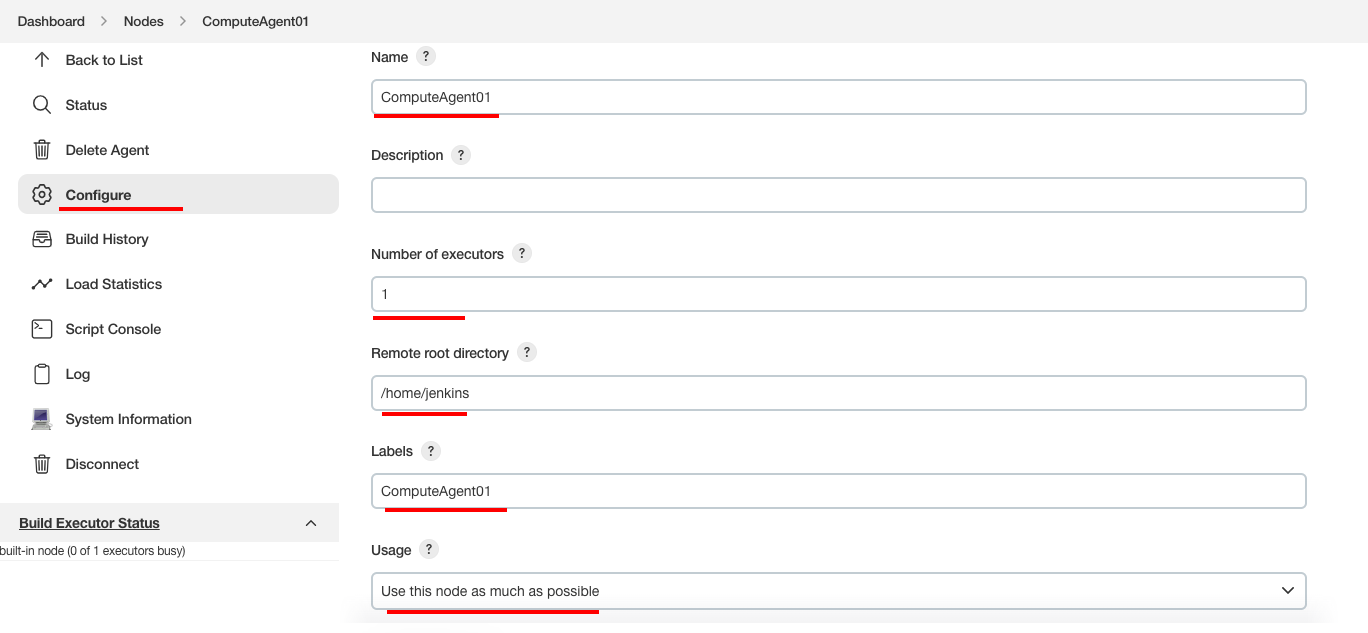 Dashboard > Nodes > ComputeAgent01
Back to List
Status
Delete Agent
Configure
Build History
Load Statistics
Script Console
Log
System Information
Disconnect
Build Executor Status
built-in node (0 of 1 executors busy)
Name ?
ComputeAgent01
Description ?
Number of executors ?
1
Remote root directory ?
/home/jenkins
Labels ?
ComputeAgent01
Usage ?
Use this node as much as possible